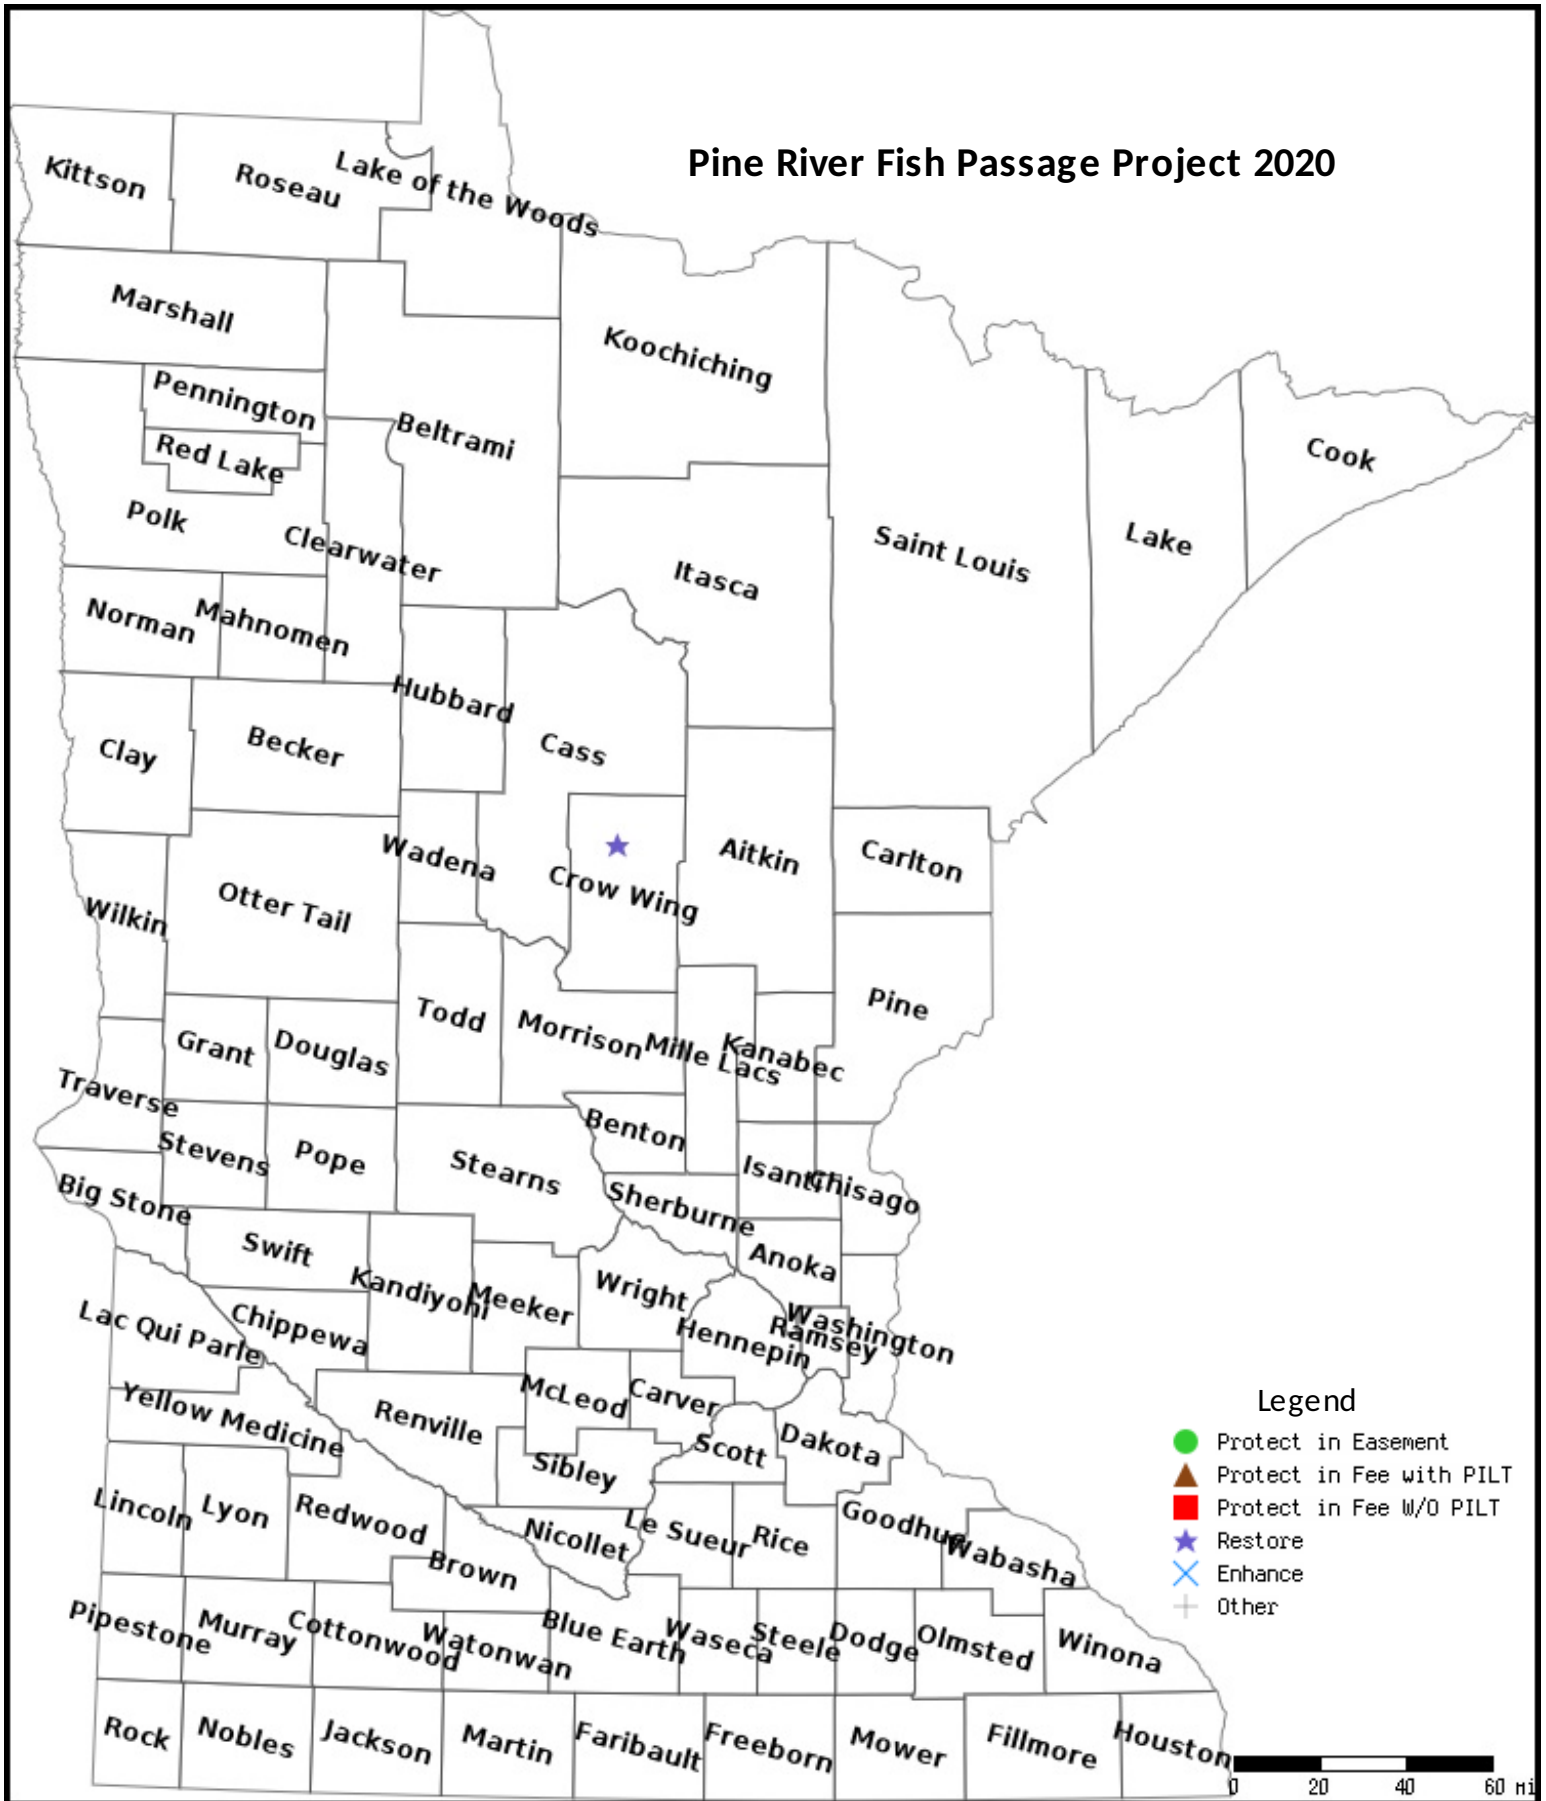 Pine River Fish Passage Project 2020
Kittson
Roseau
Lake of the Woods
Marshall
Koochiching
Pennington
Beltrami
Red Lake
Cook
Polk
Clearwater
Saint Louis
Lake
Itasca
Norman
Mahnomen
Hubbard
Clay
Becker
Cass
Wadena
Aitkin
Carlton
Crow Wing
Wilkin
Otter Tail
Pine
Todd
Morrison
Mille Lacs
Kanabec
Grant
Douglas
Traverse
Benton
Stevens
Pope
Stearns
Isanti
Chisago
Big Stone
Sherburne
Swift
Anoka
Kandiyohi
Meeker
Wright
Washington
Ramsey
Hennepin
Lac Qui Parle
Chippewa
McLeod
Carver
Yellow Medicine
Renville
Scott
Dakota
Sibley
Lincoln
Lyon
Redwood
Nicollet
Le Sueur
Rice
Goodhue
Wabasha
Brown
Pipestone
Murray
Cottonwood
Watonwan
Blue Earth
Waseca
Steele
Dodge
Olmsted
Winona
Rock
Nobles
Jackson
Martin
Faribault
Freeborn
Mower
Fillmore
Houston
Legend
Protect in Easement
Protect in Fee with PILT
Protect in Fee W/O PILT
Restore
Enhance
Other
0 20 40 60 mi